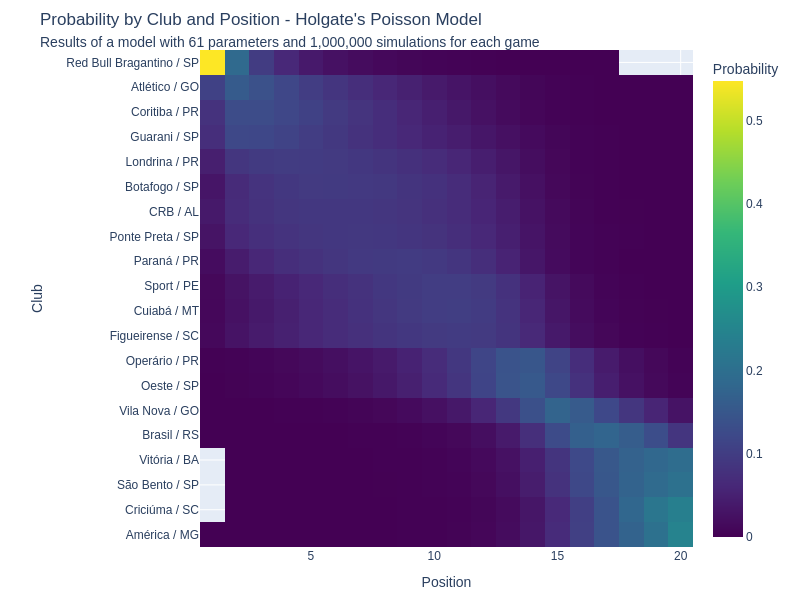 Probability by Club and Position - Holgate's Poisson Model
Results of a model with 61 parameters and 1,000,000 simulations for each game
Probability
Red Bull Bragantino / SP
Atlético / GO
Coritiba / PR
Guarani / SP
Londrina / PR
Botafogo / SP
CRB / AL
Ponte Preta / SP
Paraná / PR
Sport / PE
Cuiabá / MT
Figueirense / SC
Operário / PR
Oeste / SP
Vila Nova / GO
Brasil / RS
Vitória / BA
São Bento / SP
Criciúma / SC
América / MG
Club
5
10
15
20
Position
0.5
0.4
0.3
0.2
0.1
0